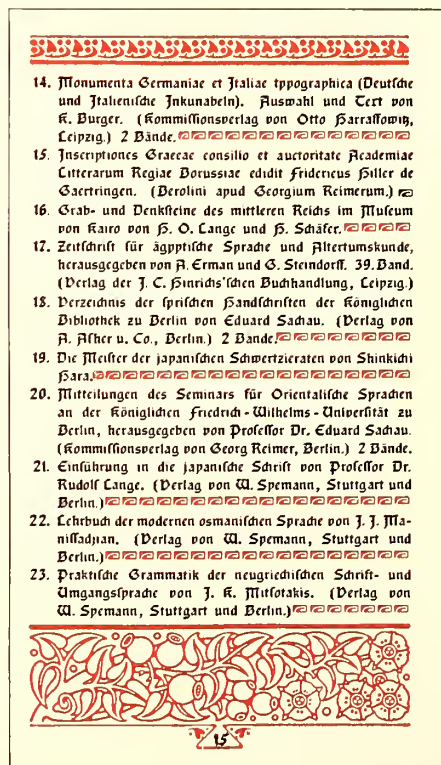 14. Monumenta Germaniae et Italiae typographica (Deutsche
und Italienische Inkunabeln). Auswahl und Text von
K. Burger. (Kommissionsverlag von Otto Harrassowitz,
Leipzig.) 2 Bände.
15. Inscriptiones Graecae consilio et auctoritate Academiae
Litterarum Regiae Borussiae edidit Fridericus Hiller de
Gaertringen. (Berolini apud Georgium Reimerum.)
16. Grab- und Denksteine des mittleren Reichs im Museum
von Kairo von H. O. Lange und H. Schäfer.
17. Zeitschrift für ägyptische Sprache und Altertumskunde,
herausgegeben von A. Erman und G. Steindorff. 39. Band.
(Verlag der J. C. Hinrichs'schen Buchhandlung, Leipzig.)
18. Verzeichnis der syrischen Handschriften der Königlichen
Bibliothek zu Berlin von Eduard Sachau. (Verlag von
A. Asher u. Co., Berlin.) 2 Bände.
19. Die Meister der japanischen Schwertzieraten von Shinkichi
Hara.
20. Mitteilungen des Seminars für Orientalische Sprachen
an der Königlichen Friedrich-Wilhelms-Universität zu
Berlin, herausgegeben von Professor Dr. Eduard Sachau.
(Kommissionsverlag von Georg Reimer, Berlin.) 2 Bände.
21. Einführung in die japanische Schrift von Professor Dr.
Rudolf Lange. (Verlag von W. Spemann, Stuttgart und
Berlin.)
22. Lehrbuch der modernen osmanischen Sprache von J. J. Ma-
nissadjian. (Verlag von W. Spemann, Stuttgart und
Berlin.)
23. Praktische Grammatik der neugriechischen Schrift- und
Umgangssprache von J. K. Mitsotakis. (Verlag von
W. Spemann, Stuttgart und Berlin.)
15